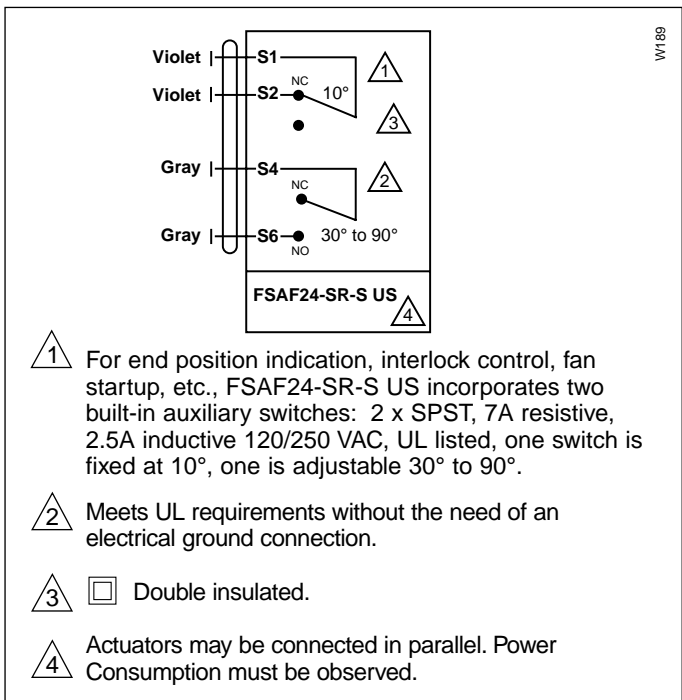 W189
Violet S1
NC
Violet S2 10°
1
3
Gray S4
2
NC
Gray S6 30° to 90°
NO
FSAF24-SR-S US
4
1 For end position indication, interlock control, fan
startup, etc., FSAF24-SR-S US incorporates two
built-in auxiliary switches: 2 x SPST, 7A resistive,
2.5A inductive 120/250 VAC, UL listed, one switch is
fixed at 10°, one is adjustable 30° to 90°.
2 Meets UL requirements without the need of an
electrical ground connection.
3 Double insulated.
4 Actuators may be connected in parallel. Power
Consumption must be observed.